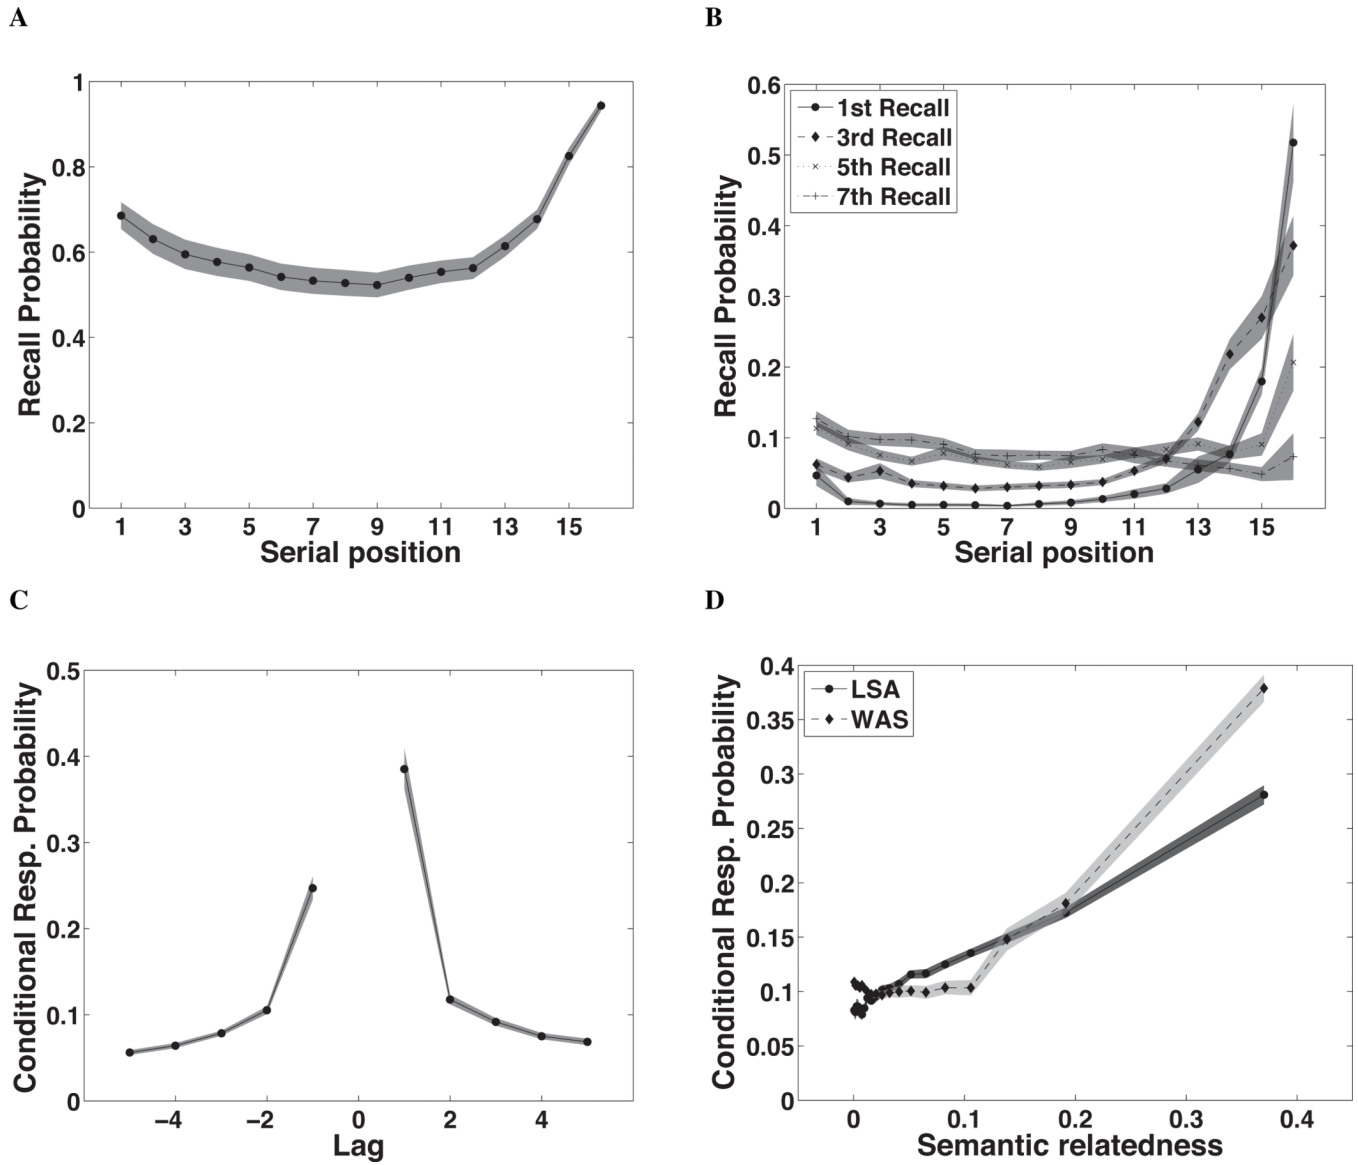 A
Recall Probability
1
0.8
0.6
0.4
0.2
0
1 3 5 7 9 11 13 15
Serial position
B
Recall Probability
0.6
0.5
0.4
0.3
0.2
0.1
0
1st Recall
3rd Recall
5th Recall
7th Recall
1 3 5 7 9 11 13 15
Serial position
C
Conditional Resp. Probability
0.5
0.4
0.3
0.2
0.1
0
−4 −2 0 2 4
Lag
D
Conditional Resp. Probability
0.4
0.35
0.3
0.25
0.2
0.15
0.1
0.05
0
LSA
WAS
0 0.1 0.2 0.3 0.4
Semantic relatedness